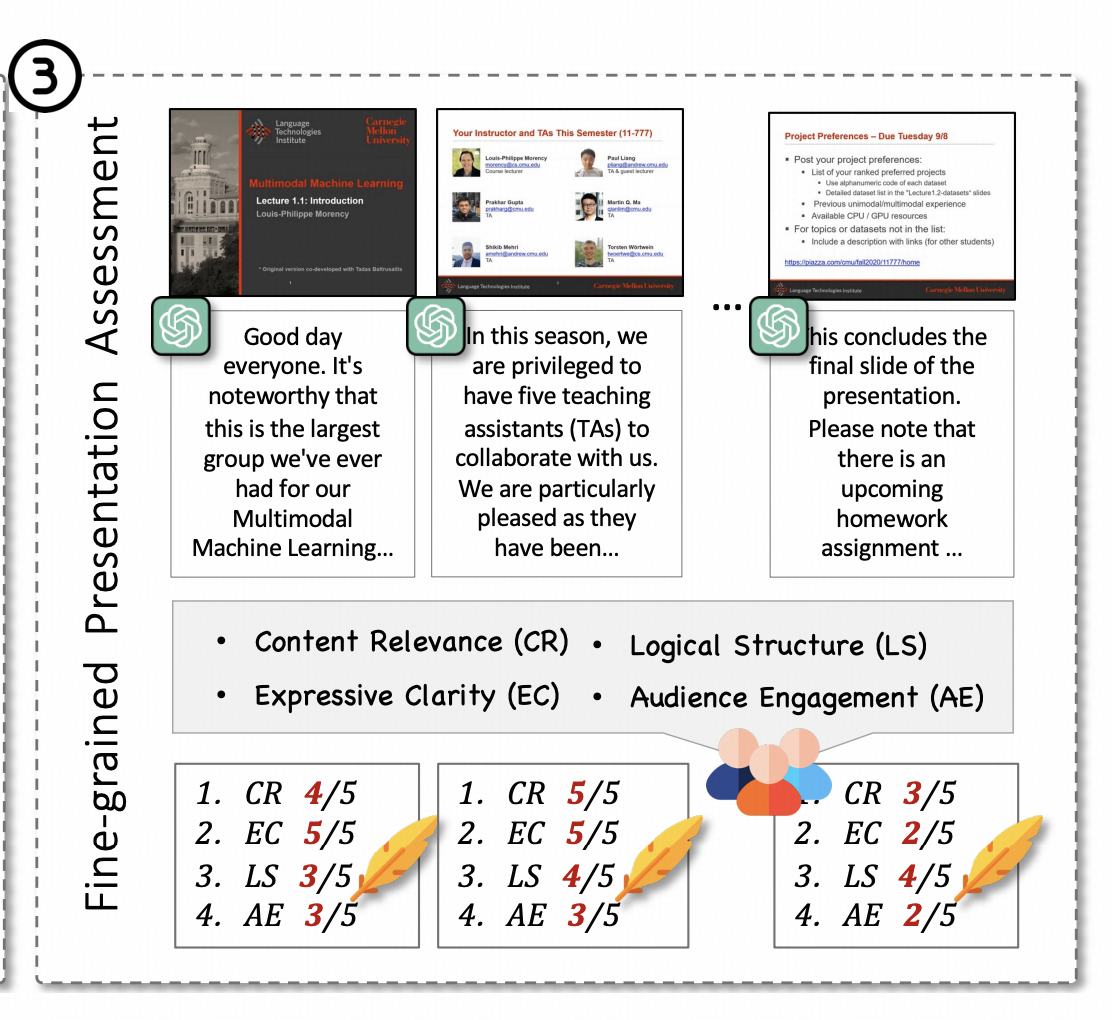 3
Fine-grained Presentation Assessment
Language
Technologies
Institute
Carnegie
Mellon
University
Multimodal Machine Learning
Lecture 1.1: Introduction
Louis-Philippe Morency
* Original version co-developed with Tadas Baltrusaitis
1
Your Instructor and TAs This Semester (11-777)
Louis-Philippe Morency
morency@cs.cmu.edu
Course lecturer
Paul Liang
pliang@andrew.cmu.edu
TA & guest lecturer
Prakhar Gupta
prakharg@cmu.edu
TA
Martin Q. Ma
qianlim@cmu.edu
TA
Shikib Mehri
amehri@andrew.cmu.edu
TA
Torsten Wörtwein
twoertwe@cs.cmu.edu
TA
Language Technologies Institute
Carnegie Mellon University
Project Preferences – Due Tuesday 9/8
▪ Post your project preferences:
• List of your ranked preferred projects
• Use alphanumeric code of each dataset
• Detailed dataset list in the "Lecture1.2-datasets" slides
• Previous unimodal/multimodal experience
• Available CPU / GPU resources
▪ For topics or datasets not in the list:
• Include a description with links (for other students)
https://piazza.com/cmu/fall2020/11777/home
Language Technologies Institute
Carnegie Mellon University
...
Good day
everyone. It's
noteworthy that
this is the largest
group we've ever
had for our
Multimodal
Machine Learning...
In this season, we
are privileged to
have five teaching
assistants (TAs) to
collaborate with us.
We are particularly
pleased as they
have been...
his concludes the
final slide of the
presentation.
Please note that
there is an
upcoming
homework
assignment ...
• Content Relevance (CR)
• Logical Structure (LS)
• Expressive Clarity (EC)
• Audience Engagement (AE)
1. CR 4/5
2. EC 5/5
3. LS 3/5
4. AE 3/5
1. CR 5/5
2. EC 5/5
3. LS 4/5
4. AE 3/5
CR 3/5
2. EC 2/5
3. LS 4/5
4. AE 2/5